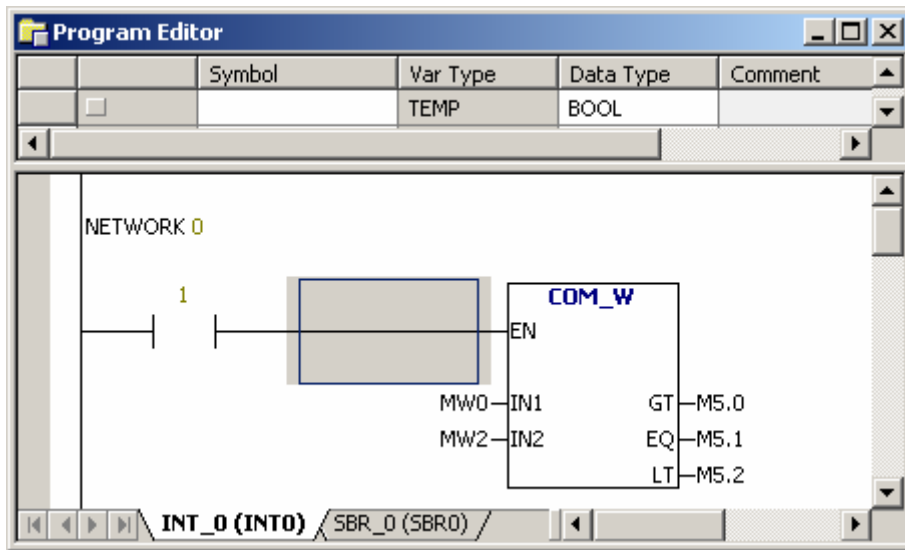 Program Editor
Symbol Var Type Data Type Comment
TEMP BOOL
NETWORK 0
1
COM_W
EN
MW0 IN1 GT M5.0
MW2 IN2 EQ M5.1
LT M5.2
INT_0 (INT0) SBR_0 (SBR0)